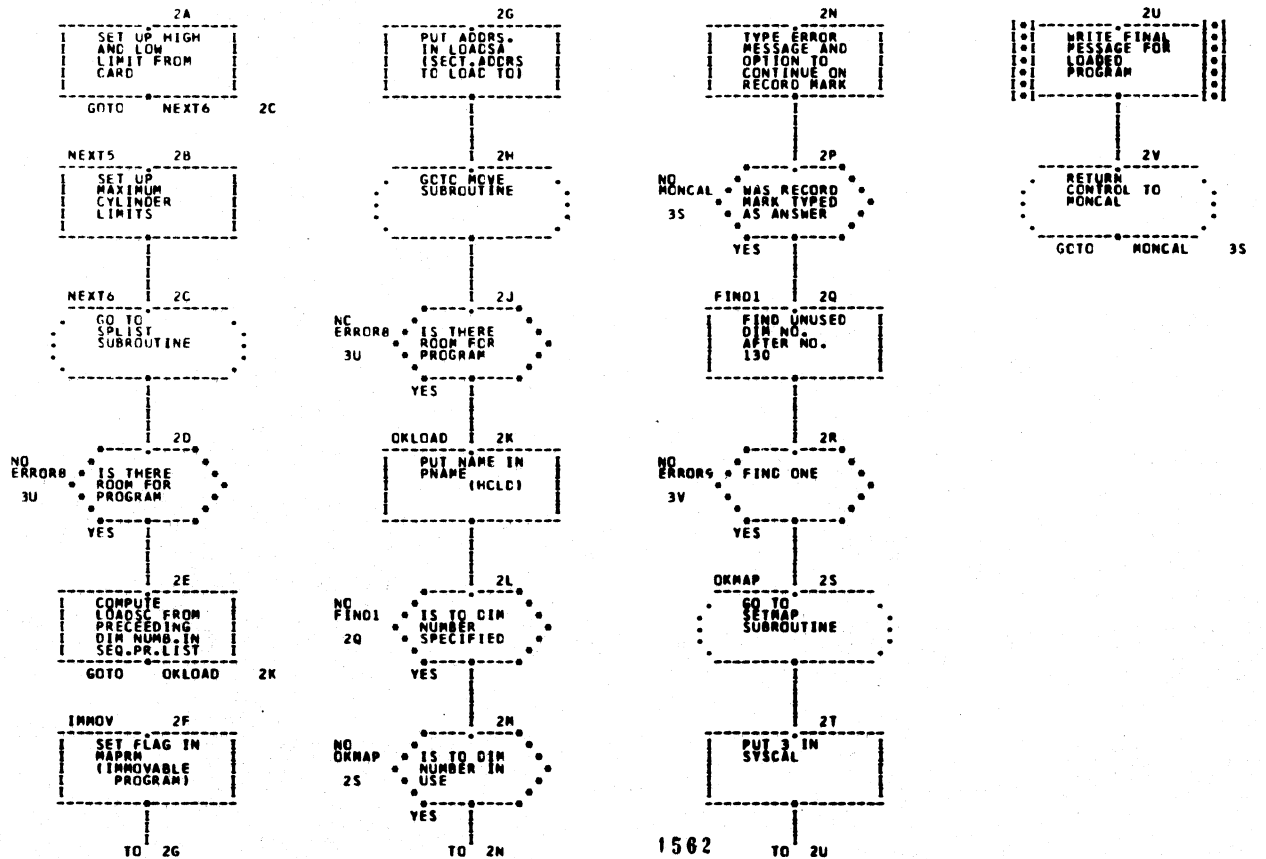 2A
SET UP HIGH
AND LOW
LIMIT FROM
CARD
GOTO NEXT6 2C
NEXT5 2B
SET UP
MAXIMUM
CYLINDER
LIMITS
NEXT6 2C
GO TO
SPLIST
SUBROUTINE
2D
NO
ERROR8
3U
IS THERE
ROOM FOR
PROGRAM
YES
2E
COMPUTE
LOADSC FROM
PRECEEDING
DIM NUMB.IN
SEQ.PR.LIST
GOTO OKLOAD 2K
IMMOV 2F
SET FLAG IN
MAPRM
(IMMOVABLE
PROGRAM)
TO 2G
2G
PUT ADDRS.
IN LOADSA
(SECT.ADDRS
TO LOAD TO)
2H
GOTO MOVE
SUBROUTINE
2J
NO
ERROR8
3U
IS THERE
ROOM FOR
PROGRAM
YES
OKLOAD 2K
PUT NAME IN
PNAME
(HOLD)
2L
NO
FIND1
2Q
IS TO DIM
NUMBER
SPECIFIED
YES
2M
NO
OKMAP
2S
IS TO DIM
NUMBER IN
USE
YES
TO 2N
2N
TYPE ERROR
MESSAGE AND
OPTION TO
CONTINUE ON
RECORD MARK
2P
NO
MONCAL
3S
WAS RECORD
MARK TYPED
AS ANSWER
YES
FIND1 2Q
FIND UNUSED
DIM NO.
AFTER NO.
130
2R
NO
ERROR9
3V
FIND ONE
YES
OKMAP 2S
GO TO
SETMAP
SUBROUTINE
2T
PUT 3 IN
SYSCAL
TO 2U
2U
WRITE FINAL
MESSAGE FOR
LOADED
PROGRAM
2V
RETURN
CONTROL TO
MONCAL
GOTO MONCAL 3S
1562